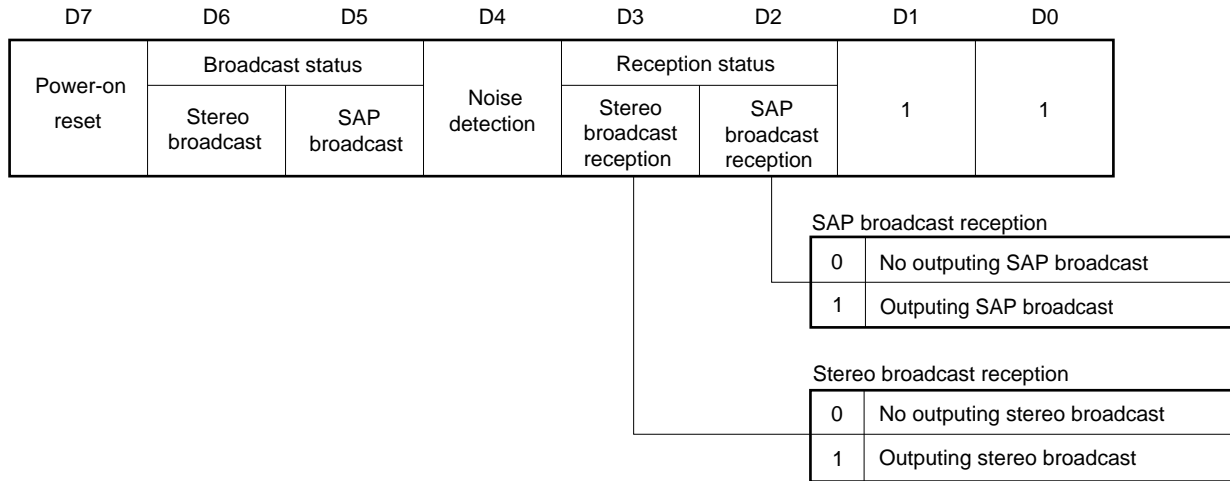 D7 D6 D5 D4 D3 D2 D1 D0
Power-on
reset
Broadcast status
Stereo
broadcast
SAP
broadcast
Noise
detection
Reception status
Stereo
broadcast
reception
SAP
broadcast
reception
1
1
SAP broadcast reception
0 No outputing SAP broadcast
1 Outputing SAP broadcast
Stereo broadcast reception
0 No outputing stereo broadcast
1 Outputing stereo broadcast